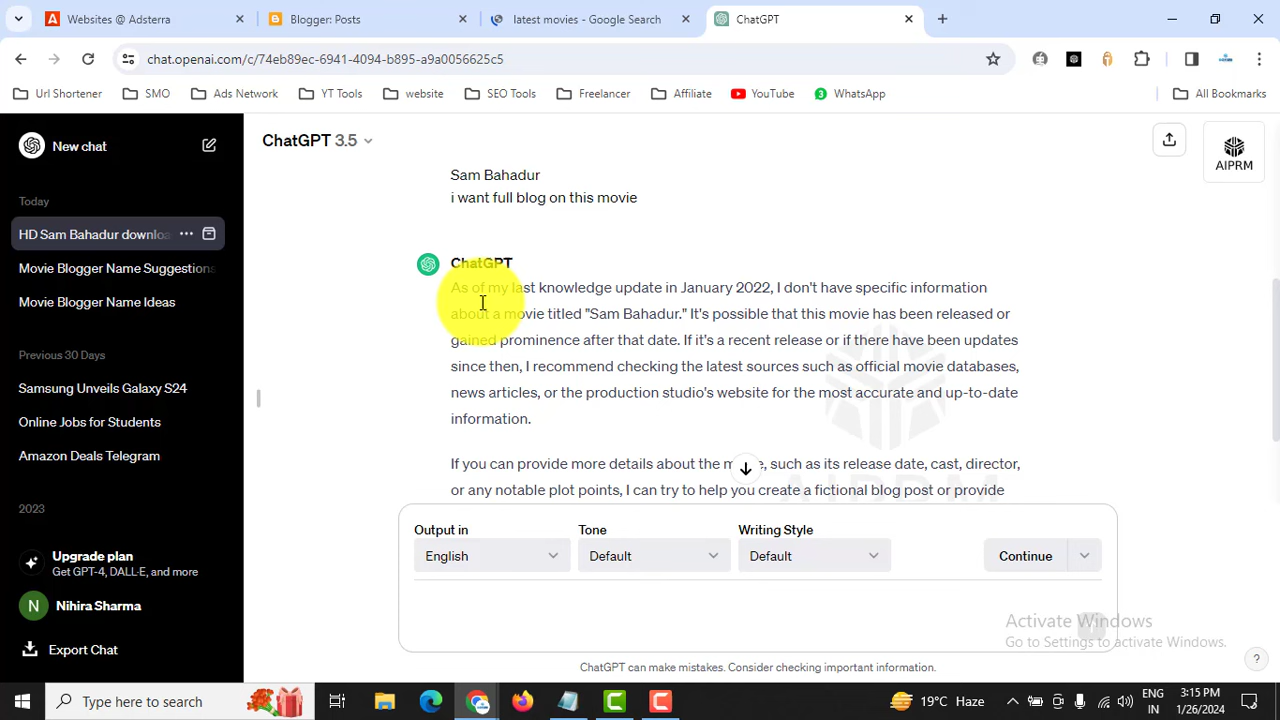 Websites @ Adsterra
Blogger: Posts
latest movies - Google Search
ChatGPT
chat.openai.com/c/74eb89ec-6941-4094-b895-a9a0056625c5
Url Shortener
SMO
Ads Network
YT Tools
website
SEO Tools
Freelancer
Affiliate
YouTube
3 WhatsApp
All Bookmarks
New chat
Today
HD Sam Bahadur downloa
Movie Blogger Name Suggestions
Movie Blogger Name Ideas
Previous 30 Days
Samsung Unveils Galaxy S24
Online Jobs for Students
Amazon Deals Telegram
2023
Upgrade plan
Get GPT-4, DALL·E, and more
N Nihira Sharma
Export Chat
ChatGPT 3.5
AIPRM
Sam Bahadur
i want full blog on this movie
ChatGPT
As of my last knowledge update in January 2022, I don't have specific information
about a movie titled "Sam Bahadur." It's possible that this movie has been released or
gained prominence after that date. If it's a recent release or if there have been updates
since then, I recommend checking the latest sources such as official movie databases,
news articles, or the production studio's website for the most accurate and up-to-date
information.
If you can provide more details about the m e, such as its release date, cast, director,
or any notable plot points, I can try to help you create a fictional blog post or provide
AIPRM
Output in
Tone
Writing Style
English
Default
Default
Continue
Activate Windows
Go to Settings to activate Windows.
ChatGPT can make mistakes. Consider checking important information.
?
Type here to search
19°C Haze
ENG
IN
3:15 PM
1/26/2024